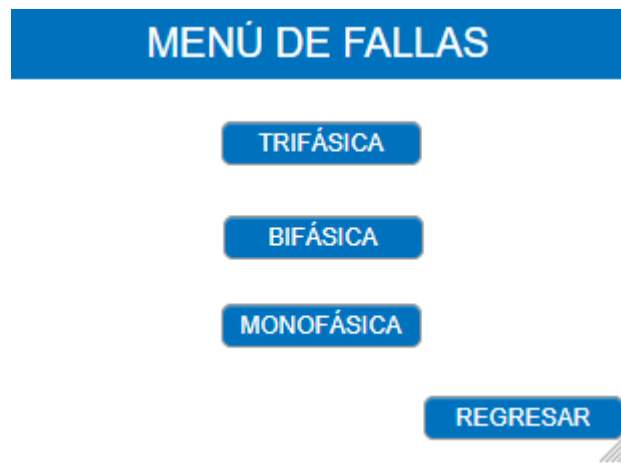 MENÚ DE FALLAS
TRIFÁSICA
BIFÁSICA
MONOFÁSICA
REGRESAR